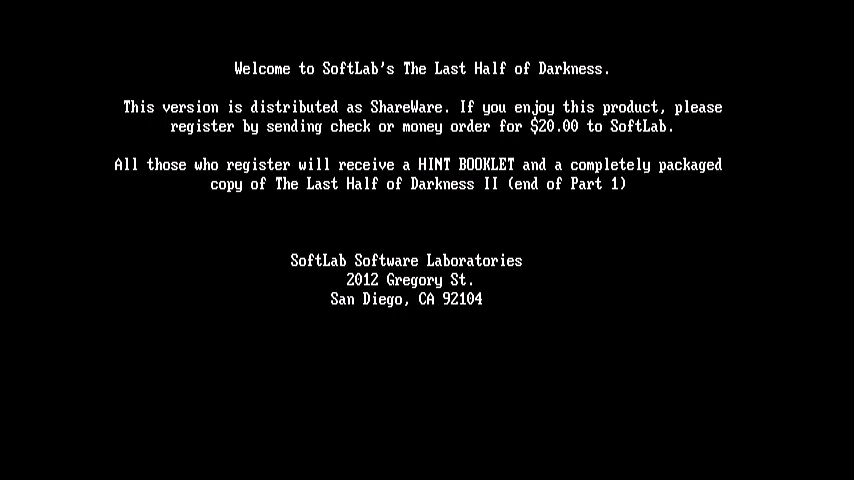 Welcome to SoftLab's The Last Half of Darkness.
This version is distributed as ShareWare. If you enjoy this product, please
register by sending check or money order for $20.00 to SoftLab.
All those who register will receive a HINT BOOKLET and a completely packaged
copy of The Last Half of Darkness II (end of Part 1)
SoftLab Software Laboratories
2012 Gregory St.
San Diego, CA 92104